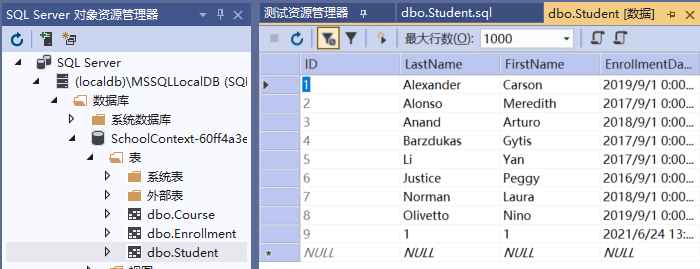 SQL Server 对象资源管理器
SQL Server
(localdb)\MSSQLLocalDB (SQL
数据库
系统数据库
SchoolContext-60ff4a3e
表
系统表
外部表
dbo.Course
dbo.Enrollment
dbo.Student
测试资源管理器 dbo.Student.sql dbo.Student [数据]
最大行数(O): 1000
ID LastName FirstName EnrollmentDa...
1 Alexander Carson 2019/9/1 0:00...
2 Alonso Meredith 2017/9/1 0:00...
3 Anand Arturo 2018/9/1 0:00...
4 Barzdukas Gytis 2017/9/1 0:00...
5 Li Yan 2017/9/1 0:00...
6 Justice Peggy 2016/9/1 0:00...
7 Norman Laura 2018/9/1 0:00...
8 Olivetto Nino 2019/9/1 0:00...
9 1 1 2021/6/24 13:...
NULL NULL NULL NULL